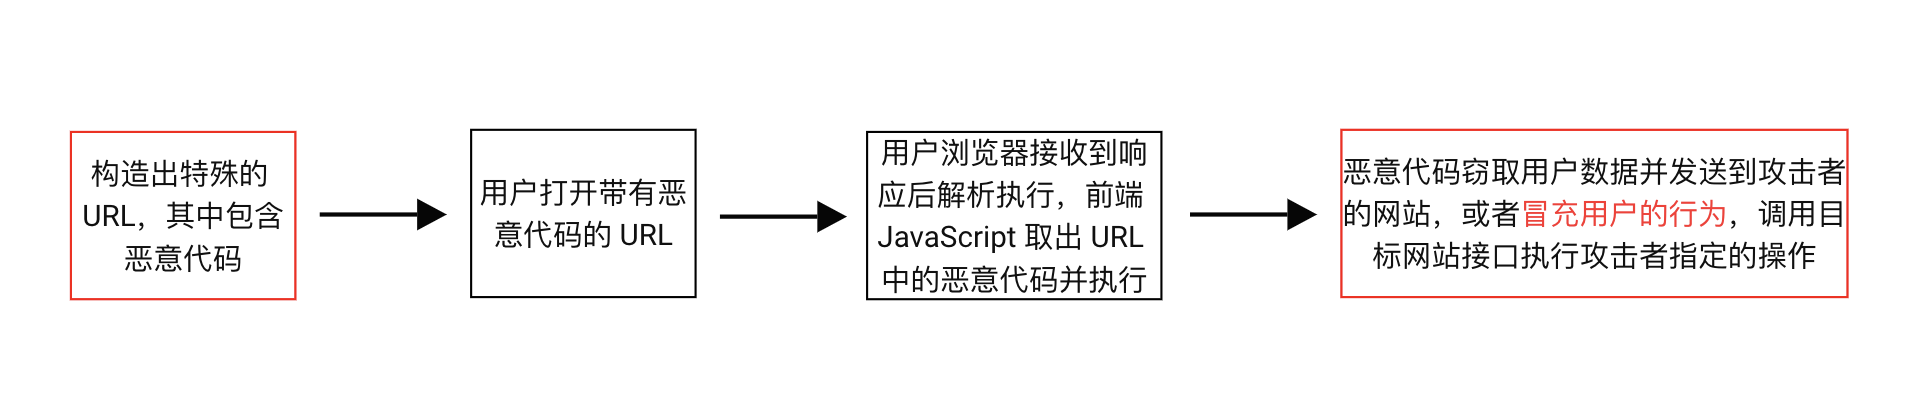 构造出特殊的
URL，其中包含
恶意代码
用户打开带有恶
意代码的 URL
用户浏览器接收到响
应后解析执行，前端
JavaScript 取出 URL
中的恶意代码并执行
恶意代码窃取用户数据并发送到攻击者
的网站，或者冒充用户的行为，调用目
标网站接口执行攻击者指定的操作